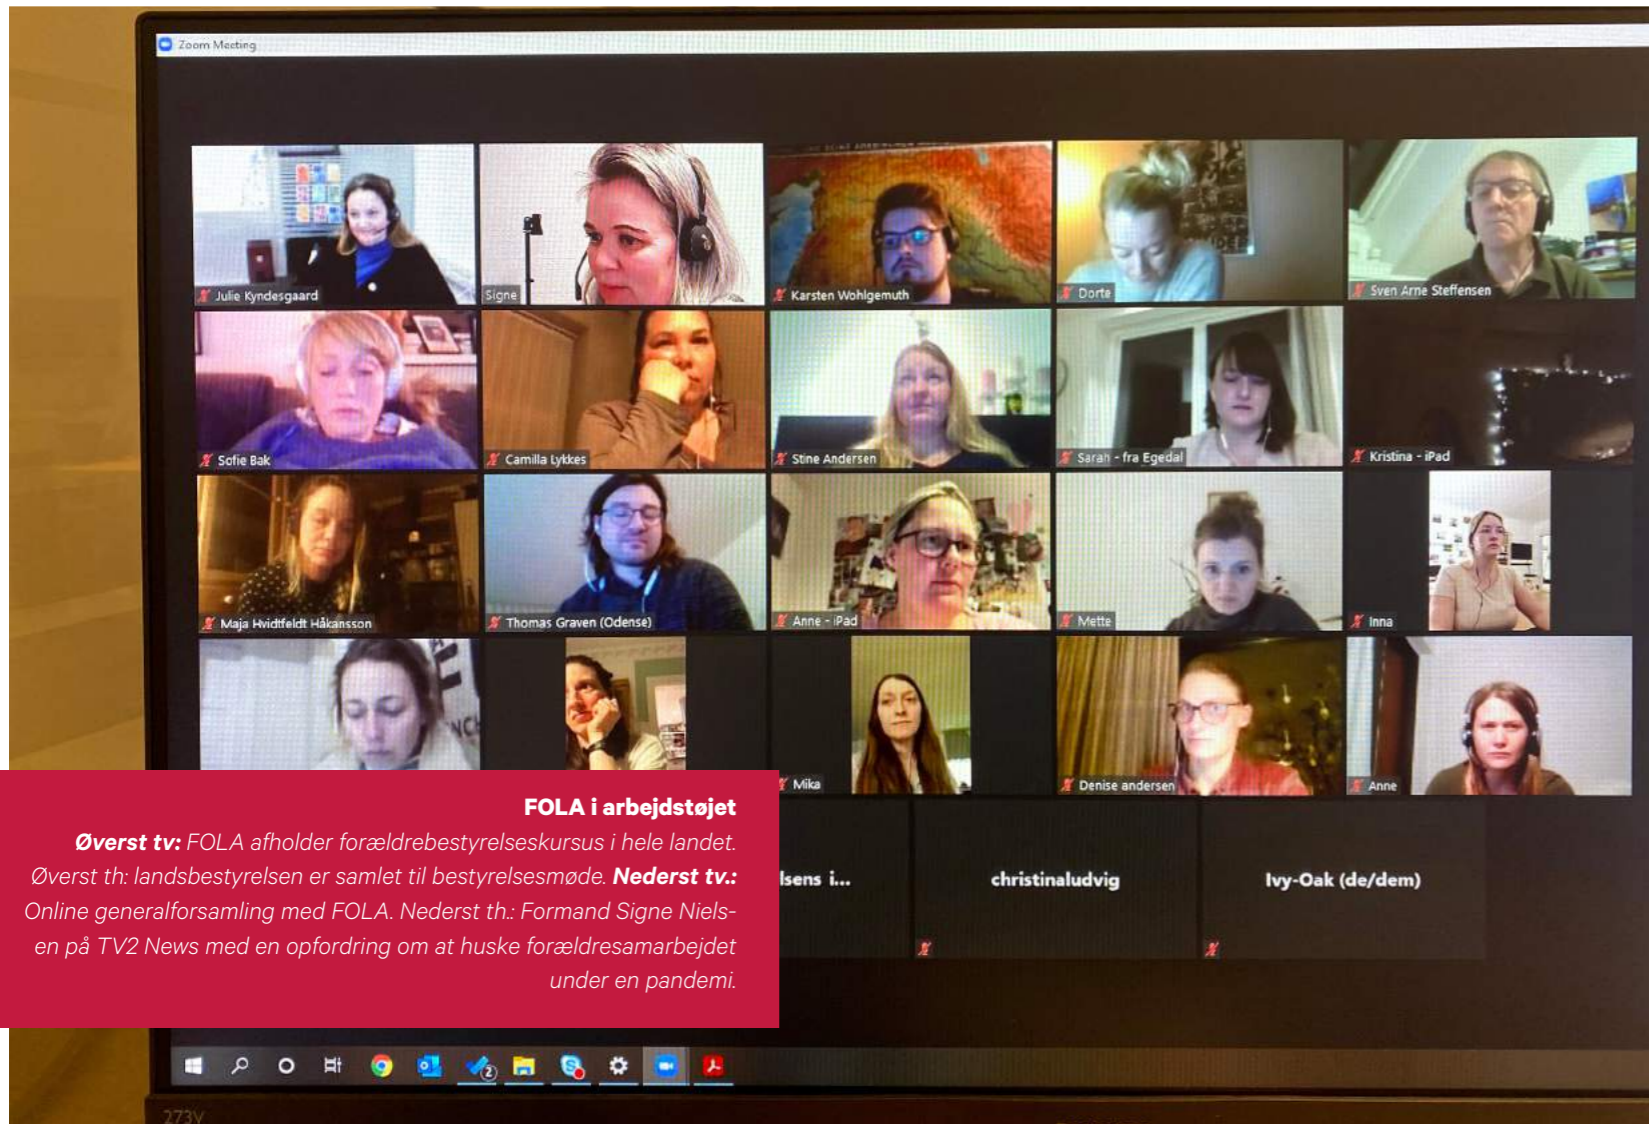 Zoom Meeting
Julie Kyndesgaard
Signe
Karsten Wohlgemuth
Dorte
Sven Arne Steffensen
Sofie Bak
Camilla Lykkes
Stine Andersen
Sarah - fra Egedal
Kristina - iPad
Maja Hvidtfeldt Håkansson
Thomas Graven (Odense)
Anne - iPad
Mette
Inna
Mika
Denise andersen
Anne
lsens i...
christinaludvig
Ivy-Oak (de/dem)
FOLA i arbejdstøjet
Øverst tv: FOLA afholder forældrebestyrelseskursus i hele landet.
Øverst th: landsbestyrelsen er samlet til bestyrelsesmøde. Nederst tv.:
Online generalforsamling med FOLA. Nederst th.: Formand Signe Niels-
en på TV2 News med en opfordring om at huske forældresamarbejdet
under en pandemi.
2
273V